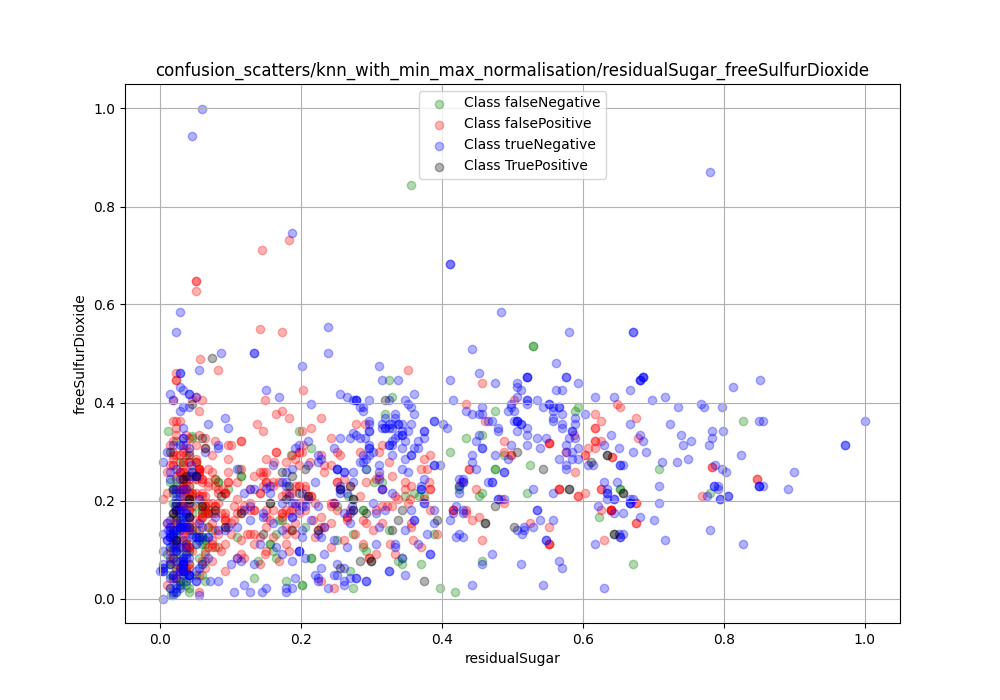 confusion_scatters/knn_with_min_max_normalisation/residualSugar_freeSulfurDioxide
Class falseNegative
Class falsePositive
Class trueNegative
Class TruePositive
1.0
0.8
0.6
0.4
0.2
0.0
freeSulfurDioxide
0.0 0.2 0.4 0.6 0.8 1.0
residualSugar